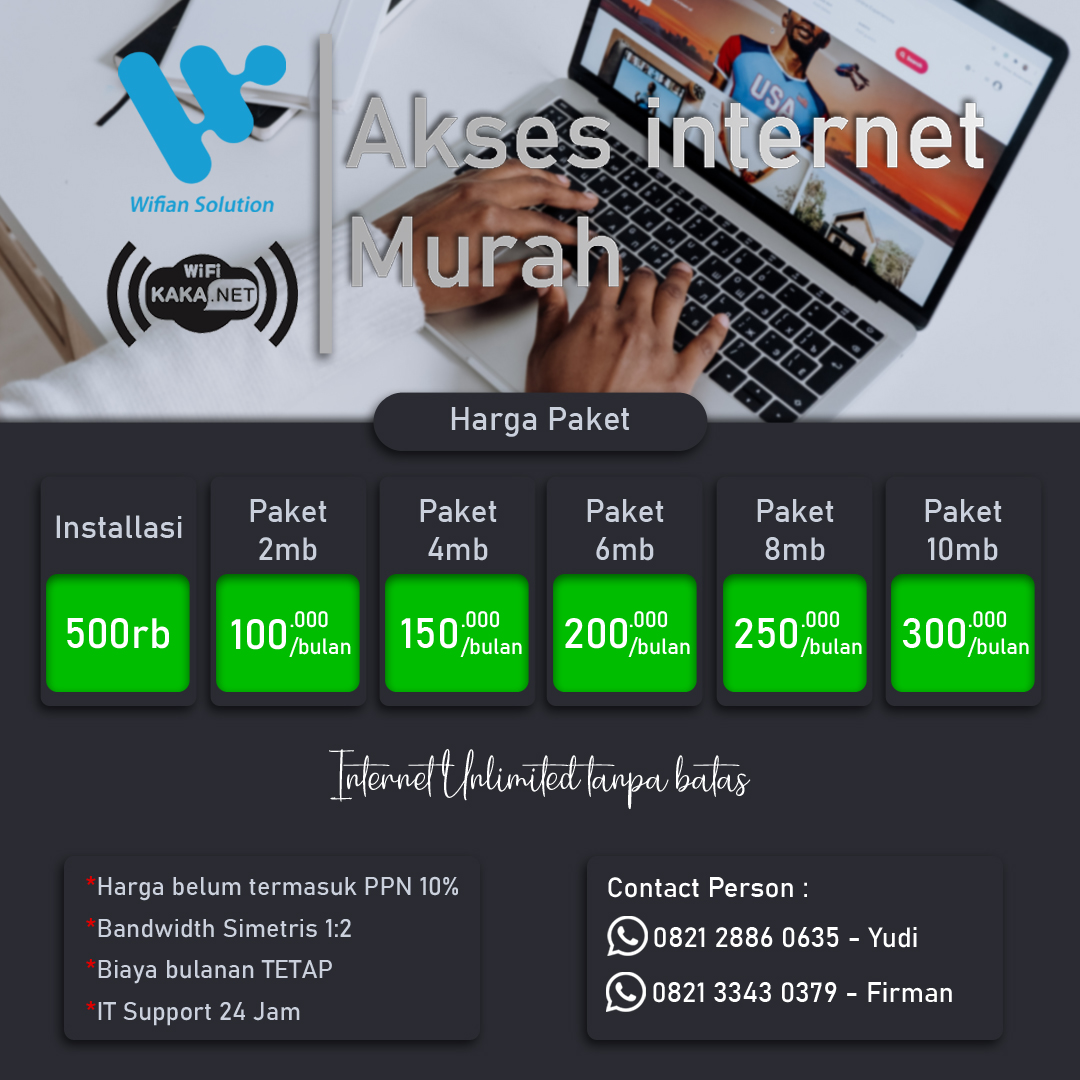 Wifian Solution
WiFi
KAKA.NET
Akses internet
Murah
USA
Harga Paket
Installasi
500rb
Paket
2mb
100.000
/bulan
Paket
4mb
150.000
/bulan
Paket
6mb
200.000
/bulan
Paket
8mb
250.000
/bulan
Paket
10mb
300.000
/bulan
Internet Unlimited tanpa batas
*Harga belum termasuk PPN 10%
*Bandwidth Simetris 1:2
*Biaya bulanan TETAP
*IT Support 24 Jam
Contact Person :
0821 2886 0635 - Yudi
0821 3343 0379 - Firman